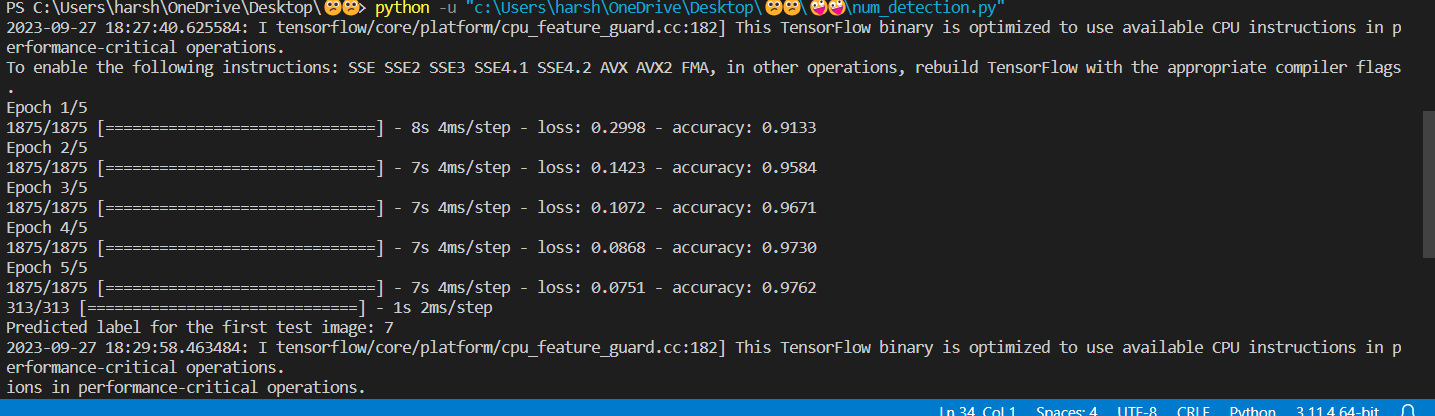 PS C:\Users\harsh\OneDrive\Desktop\🙁🙁> python -u "c:\Users\harsh\OneDrive\Desktop\🙁🙁\🤪🤪\num_detection.py"
2023-09-27 18:27:40.625584: I tensorflow/core/platform/cpu_feature_guard.cc:182] This TensorFlow binary is optimized to use available CPU instructions in p
erformance-critical operations.
To enable the following instructions: SSE SSE2 SSE3 SSE4.1 SSE4.2 AVX AVX2 FMA, in other operations, rebuild TensorFlow with the appropriate compiler flags
.
Epoch 1/5
1875/1875 [==============================] - 8s 4ms/step - loss: 0.2998 - accuracy: 0.9133
Epoch 2/5
1875/1875 [==============================] - 7s 4ms/step - loss: 0.1423 - accuracy: 0.9584
Epoch 3/5
1875/1875 [==============================] - 7s 4ms/step - loss: 0.1072 - accuracy: 0.9671
Epoch 4/5
1875/1875 [==============================] - 7s 4ms/step - loss: 0.0868 - accuracy: 0.9730
Epoch 5/5
1875/1875 [==============================] - 7s 4ms/step - loss: 0.0751 - accuracy: 0.9762
313/313 [==============================] - 1s 2ms/step
Predicted label for the first test image: 7
2023-09-27 18:29:58.463484: I tensorflow/core/platform/cpu_feature_guard.cc:182] This TensorFlow binary is optimized to use available CPU instructions in p
erformance-critical operations.
ions in performance-critical operations.
Ln 34, Col 1 Spaces: 4 UTF-8 CRLF Python 3.11.4 64-bit